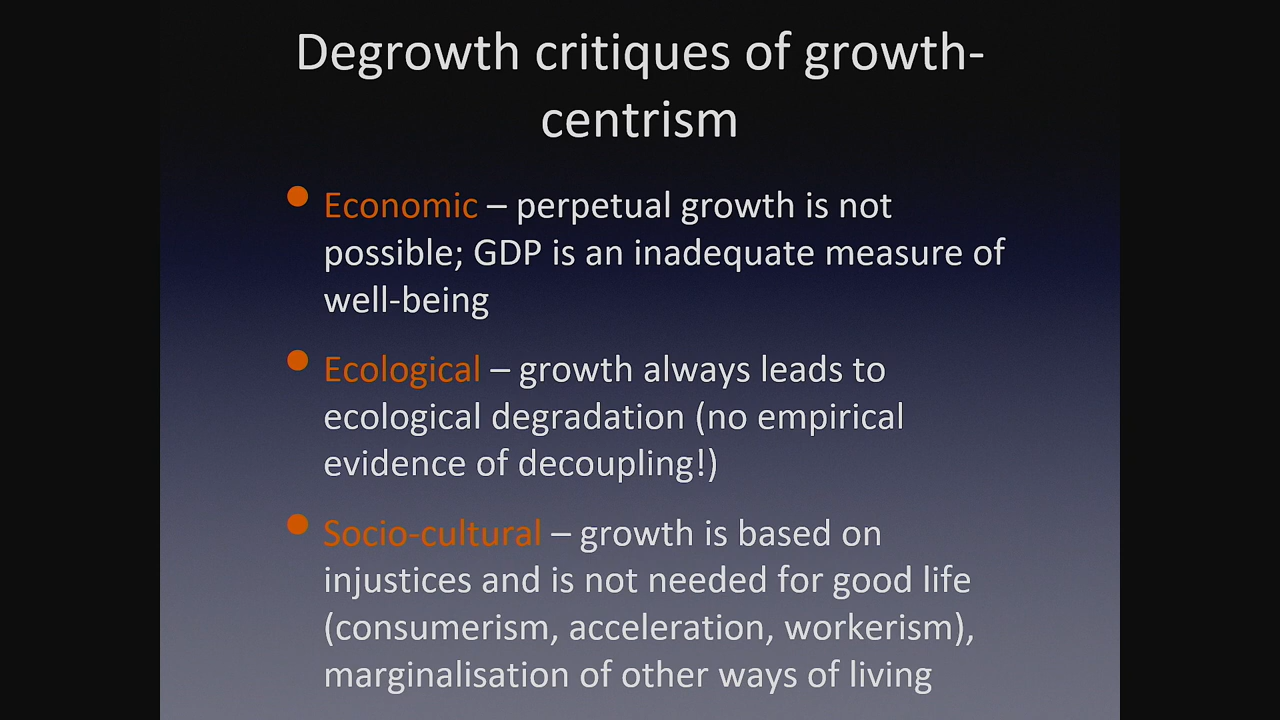 Degrowth critiques of growth-
centrism
Economic – perpetual growth is not
possible; GDP is an inadequate measure of
well-being
Ecological – growth always leads to
ecological degradation (no empirical
evidence of decoupling!)
Socio-cultural – growth is based on
injustices and is not needed for good life
(consumerism, acceleration, workerism),
marginalisation of other ways of living